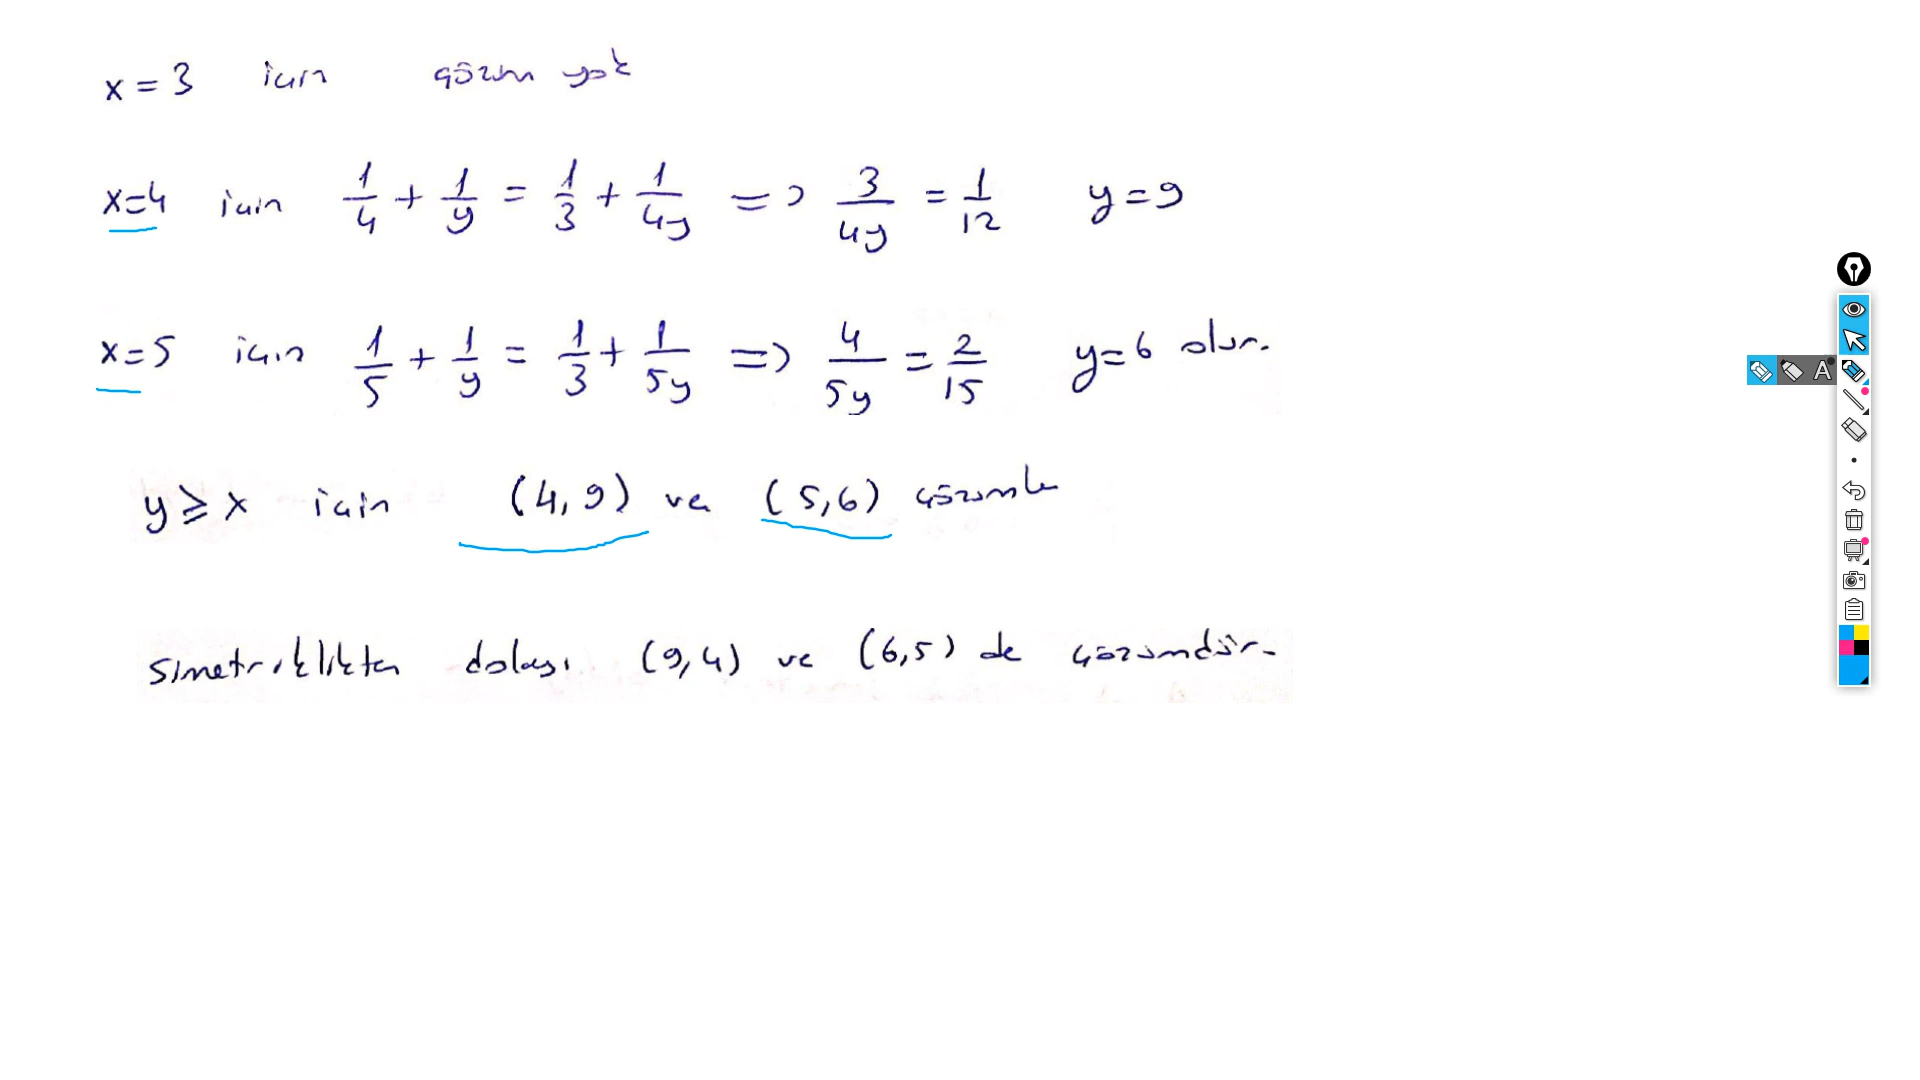 x = 3 için çözüm yok
x=4 için 1/4 + 1/y = 1/3 + 1/4y => 3/4y = 1/12 y=9
x=5 için 1/5 + 1/y = 1/3 + 1/5y => 4/5y = 2/15 y=6 olur.
y ≥ x için (4,9) ve (5,6) çözümle
Simetriklikten dolayı (9,4) ve (6,5) de çözümdür.
A